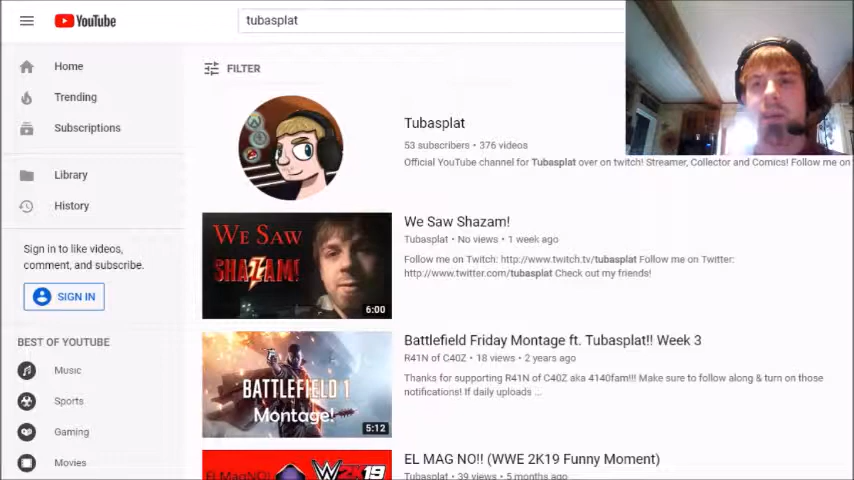 YouTube
tubasplat
Home
Trending
Subscriptions
Library
History
Sign in to like videos,
comment, and subscribe.
SIGN IN
BEST OF YOUTUBE
Music
Sports
Gaming
Movies
FILTER
Tubasplat
53 subscribers • 376 videos
Official YouTube channel for Tubasplat over on twitch! Streamer, Collector and Comics! Follow me on
WE SAW
SHAZAM!
6:00
We Saw Shazam!
Tubasplat • No views • 1 week ago
Follow me on Twitch: http://www.twitch.tv/tubasplat Follow me on Twitter:
http://www.twitter.com/tubasplat Check out my friends!
BATTLEFIELD 1
Montage!
5:12
Battlefield Friday Montage ft. Tubasplat!! Week 3
R41N of C40Z • 18 views • 2 years ago
Thanks for supporting R41N of C40Z aka 4140fam!!! Make sure to follow along & turn on those
notifications! If daily uploads ...
EL MAG NO!!
W2K19
EL MAG NO!! (WWE 2K19 Funny Moment)
Tubasplat • 39 views • 5 months ago